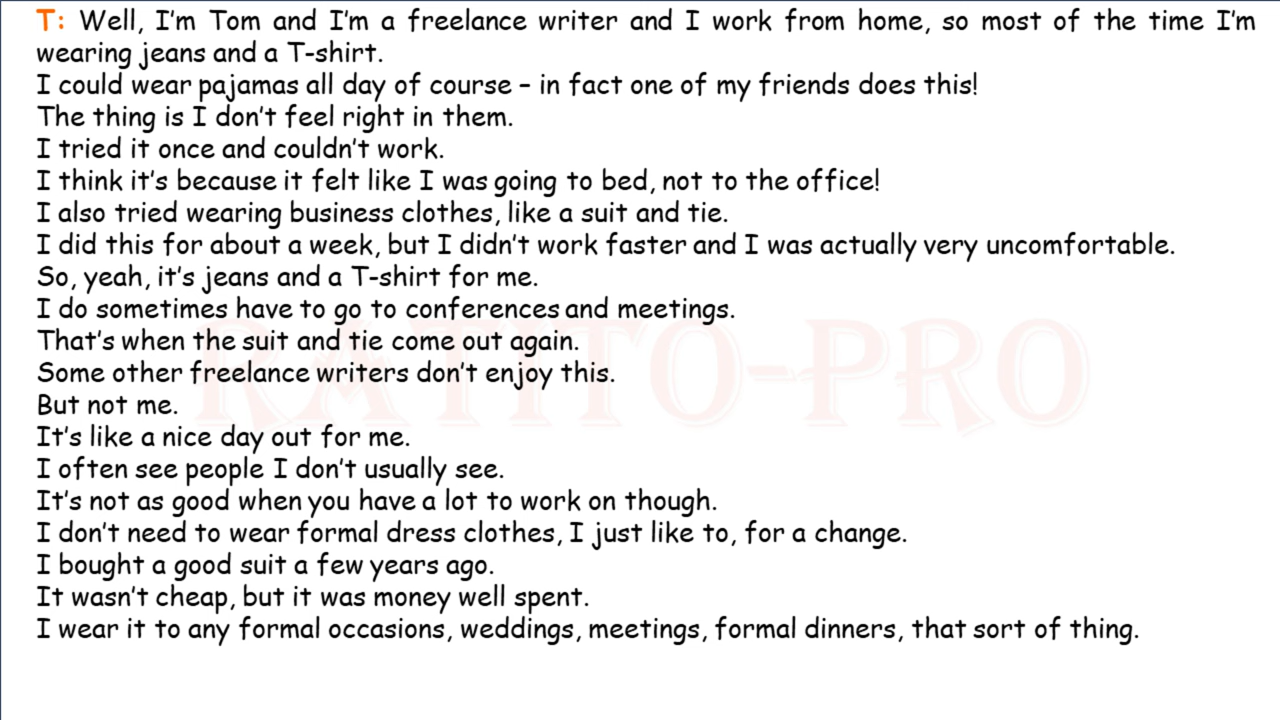 T: Well, I'm Tom and I'm a freelance writer and I work from home, so most of the time I'm
wearing jeans and a T-shirt.
I could wear pajamas all day of course – in fact one of my friends does this!
The thing is I don't feel right in them.
I tried it once and couldn't work.
I think it's because it felt like I was going to bed, not to the office!
I also tried wearing business clothes, like a suit and tie.
I did this for about a week, but I didn't work faster and I was actually very uncomfortable.
So, yeah, it's jeans and a T-shirt for me.
I do sometimes have to go to conferences and meetings.
That's when the suit and tie come out again.
Some other freelance writers don't enjoy this.
But not me.
It's like a nice day out for me.
I often see people I don't usually see.
It's not as good when you have a lot to work on though.
I don't need to wear formal dress clothes, I just like to, for a change.
I bought a good suit a few years ago.
It wasn't cheap, but it was money well spent.
I wear it to any formal occasions, weddings, meetings, formal dinners, that sort of thing.
RATITO-PRO